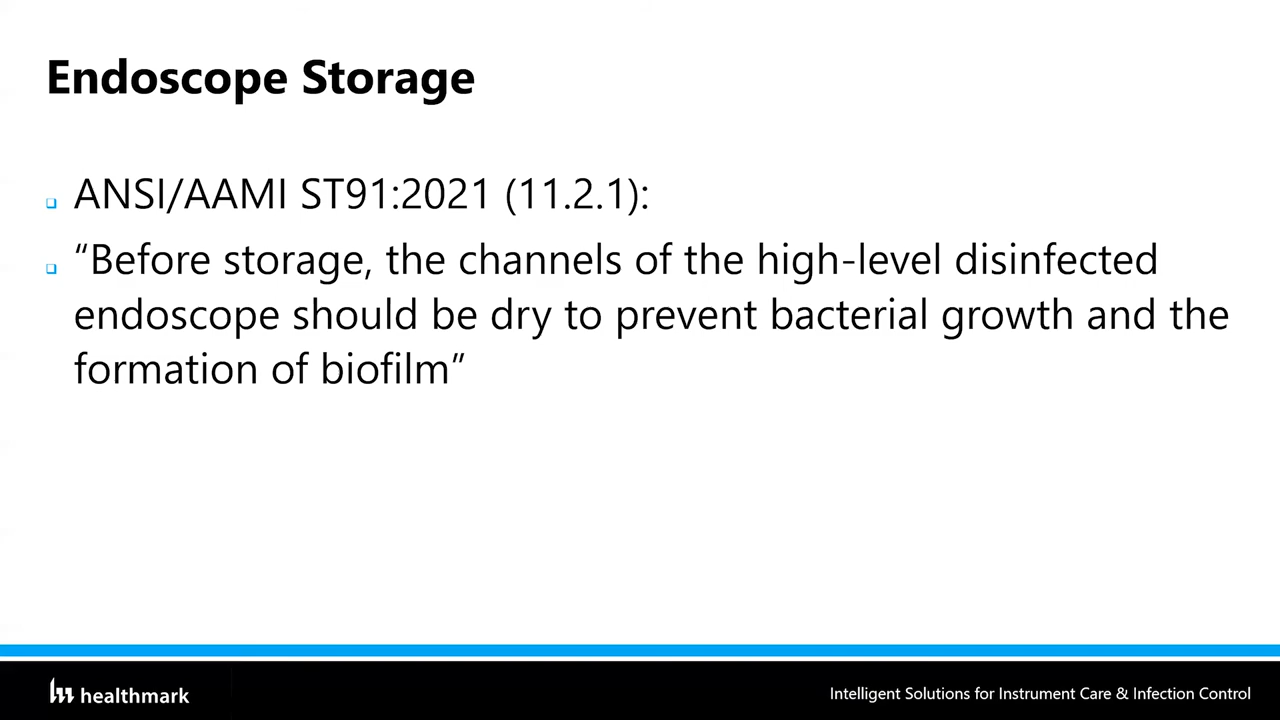 Endoscope Storage
ANSI/AAMI ST91:2021 (11.2.1):
“Before storage, the channels of the high-level disinfected
endoscope should be dry to prevent bacterial growth and the
formation of biofilm”
healthmark
Intelligent Solutions for Instrument Care & Infection Control